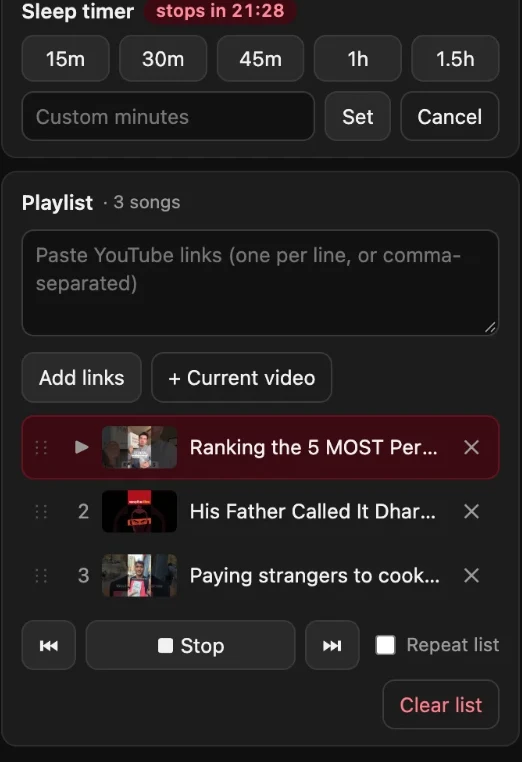 Sleep timer stops in 21:28
15m 30m 45m 1h 1.5h
Custom minutes Set Cancel
Playlist · 3 songs
Paste YouTube links (one per line, or comma-
separated)
Add links + Current video
Ranking the 5 MOST Per...
2 His Father Called It Dhar...
3 Paying strangers to cook...
Stop Repeat list
Clear list